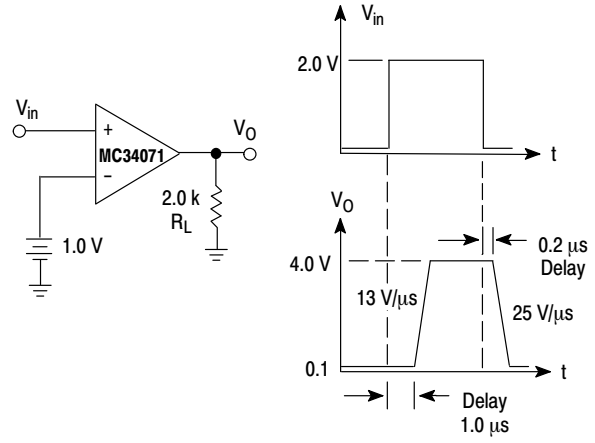 V_in
+
MC34071
−
V_O
2.0 k
R_L
1.0 V
V_in
2.0 V
t
V_O
4.0 V
0.1
13 V/µs
25 V/µs
0.2 µs
Delay
t
Delay
1.0 µs